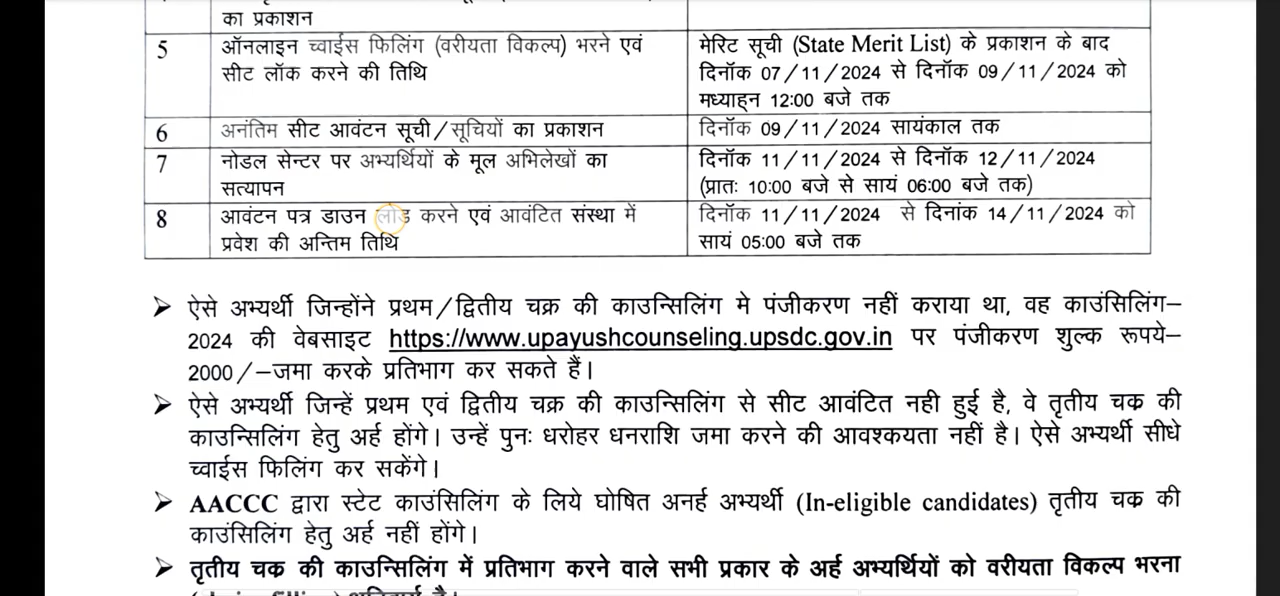 का प्रकाशन
5 ऑनलाइन च्वाईस फिलिंग (वरीयता विकल्प) भरने एवं मेरिट सूची (State Merit List) के प्रकाशन के बाद
सीट लॉक करने की तिथि दिनॉक 07/11/2024 से दिनॉक 09/11/2024 को
मध्याह्न 12:00 बजे तक
6 अनंतिम सीट आवंटन सूची/सूचियों का प्रकाशन दिनॉक 09/11/2024 सायंकाल तक
7 नोडल सेन्टर पर अभ्यर्थियों के मूल अभिलेखों का दिनॉक 11/11/2024 से दिनॉक 12/11/2024
सत्यापन (प्रातः 10:00 बजे से सायं 06:00 बजे तक)
8 आवंटन पत्र डाउन लोड करने एवं आवंटित संस्था में दिनॉक 11/11/2024 से दिनांक 14/11/2024 को
प्रवेश की अन्तिम तिथि सायं 05:00 बजे तक
➢ ऐसे अभ्यर्थी जिन्होंने प्रथम/द्वितीय चक्र की काउन्सिलिंग मे पंजीकरण नहीं कराया था, वह काउंसिलिंग–
2024 की वेबसाइट https://www.upayushcounseling.upsdc.gov.in पर पंजीकरण शुल्क रूपये–
2000/–जमा करके प्रतिभाग कर सकते हैं।
➢ ऐसे अभ्यर्थी जिन्हें प्रथम एवं द्वितीय चक्र की काउन्सिलिंग से सीट आवंटित नही हुई है, वे तृतीय चक्र की
काउन्सिलिंग हेतु अर्ह होंगे। उन्हें पुनः धरोहर धनराशि जमा करने की आवश्कयता नहीं है। ऐसे अभ्यर्थी सीधे
च्वाईस फिलिंग कर सकेंगे।
➢ AACCC द्वारा स्टेट काउंसिलिंग के लिये घोषित अनर्ह अभ्यर्थी (In-eligible candidates) तृतीय चक्र की
काउंसिलिंग हेतु अर्ह नहीं होंगे।
➢ तृतीय चक्र की काउन्सिलिंग में प्रतिभाग करने वाले सभी प्रकार के अर्ह अभ्यर्थियों को वरीयता विकल्प भरना